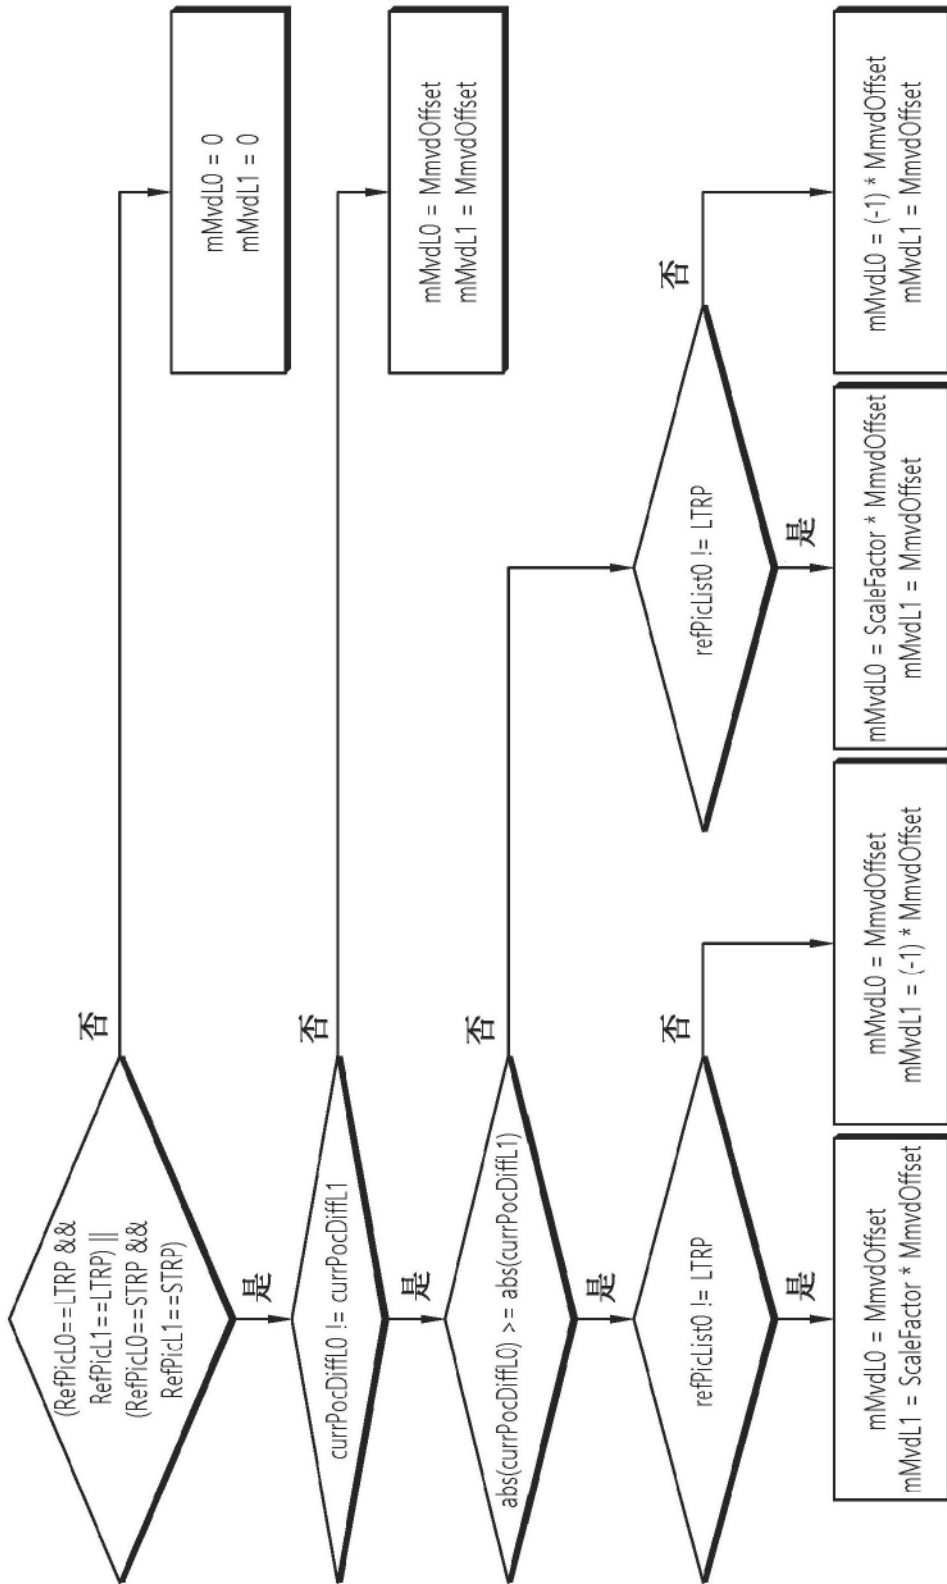 (RefPicL0==LTRP &&
RefPicL1==LTRP) ||
(RefPicL0==STRP &&
RefPicL1==STRP)
否
mMvdL0 = 0
mMvdL1 = 0
是
currPocDiffL0 != currPocDiffL1
否
mMvdL0 = MmvdOffset
mMvdL1 = MmvdOffset
是
abs(currPocDiffL0) >= abs(currPocDiffL1)
否
是
refPicList0 != LTRP
否
是
refPicList0 != LTRP
否
是
mMvdL0 = MmvdOffset
mMvdL1 = ScaleFactor * MmvdOffset
mMvdL0 = MmvdOffset
mMvdL1 = (-1) * MmvdOffset
mMvdL0 = ScaleFactor * MmvdOffset
mMvdL1 = MmvdOffset
mMvdL0 = (-1) * MmvdOffset
mMvdL1 = MmvdOffset